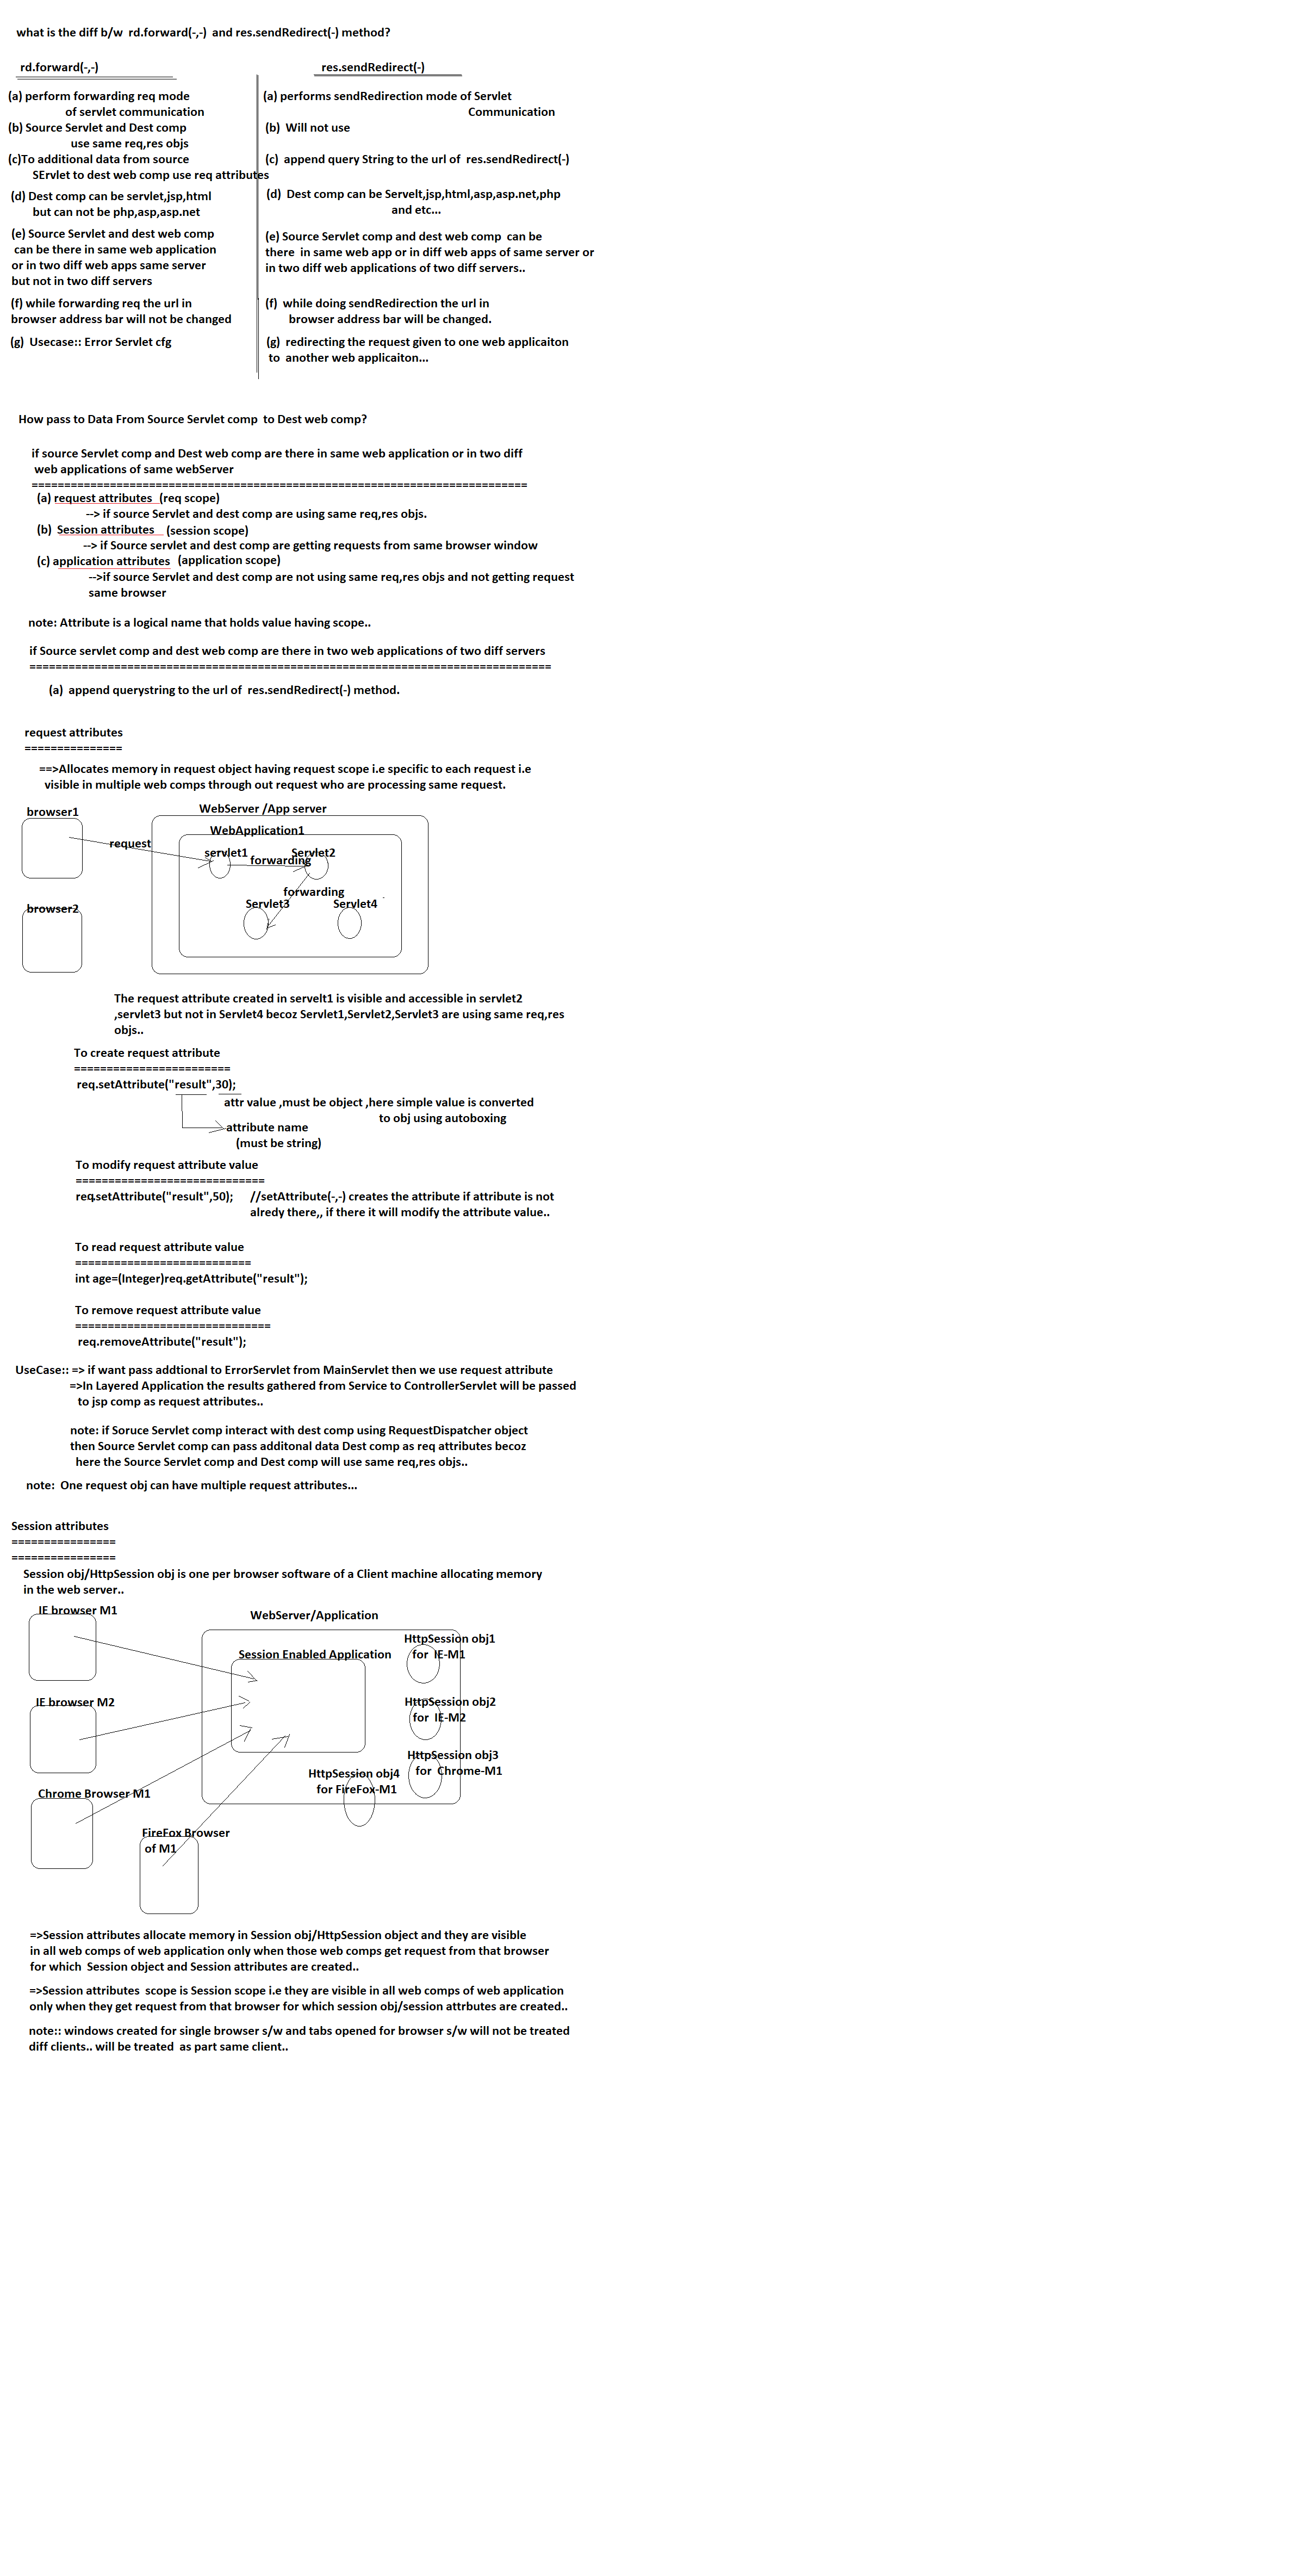 what is the diff b/w  rd.forward(-,-)  and res.sendRedirect(-) method?
rd.forward(-,-)
(a) perform forwarding req mode
of servlet communication
(b) Source Servlet and Dest comp
use same req,res objs
(c)To additional data from source
SErvlet to dest web comp use req attributes
(d) Dest comp can be servlet,jsp,html
but can not be php,asp,asp.net
(e) Source Servlet and dest web comp
can be there in same web application
or in two diff web apps same server
but not in two diff servers
(f) while forwarding req the url in
browser address bar will not be changed
(g)  Usecase:: Error Servlet cfg
res.sendRedirect(-)
(a) performs sendRedirection mode of Servlet
Communication
(b)  Will not use
(c)  append query String to the url of  res.sendRedirect(-)
(d)  Dest comp can be Servelt,jsp,html,asp,asp.net,php
and etc...
(e) Source Servlet comp and dest web comp  can be
there  in same web app or in diff web apps of same server or
in two diff web applications of two diff servers..
(f)  while doing sendRedirection the url in
browser address bar will be changed.
(g)  redirecting the request given to one web applicaiton
to  another web applicaiton...
How pass to Data From Source Servlet comp  to Dest web comp?
if source Servlet comp and Dest web comp are there in same web application or in two diff
web applications of same webServer
============================================================================
(a) request attributes  (req scope)
--> if source Servlet and dest comp are using same req,res objs.
(b)  Session attributes   (session scope)
--> if Source servlet and dest comp are getting requests from same browser window
(c) application attributes  (application scope)
-->if source Servlet and dest comp are not using same req,res objs and not getting request
same browser
note: Attribute is a logical name that holds value having scope..
if Source servlet comp and dest web comp are there in two web applications of two diff servers
================================================================================
(a)  append querystring to the url of  res.sendRedirect(-) method.
request attributes
===============
==>Allocates memory in request object having request scope i.e specific to each request i.e
visible in multiple web comps through out request who are processing same request.
browser1
WebServer /App server
WebApplication1
request
servlet1
Servlet2
forwarding
forwarding
Servlet3
Servlet4
browser2
The request attribute created in servelt1 is visible and accessible in servlet2
,servlet3 but not in Servlet4 becoz Servlet1,Servlet2,Servlet3 are using same req,res
objs..
To create request attribute
========================
req.setAttribute("result",30);
attr value ,must be object ,here simple value is converted
to obj using autoboxing
attribute name
(must be string)
To modify request attribute value
=============================
req.setAttribute("result",50);     //setAttribute(-,-) creates the attribute if attribute is not
alredy there,, if there it will modify the attribute value..
To read request attribute value
===========================
int age=(Integer)req.getAttribute("result");
To remove request attribute value
==============================
req.removeAttribute("result");
UseCase:: => if want pass addtional to ErrorServlet from MainServlet then we use request attribute
=>In Layered Application the results gathered from Service to ControllerServlet will be passed
to jsp comp as request attributes..
note: if Soruce Servlet comp interact with dest comp using RequestDispatcher object
then Source Servlet comp can pass additonal data Dest comp as req attributes becoz
here the Source Servlet comp and Dest comp will use same req,res objs..
note:  One request obj can have multiple request attributes...
Session attributes
================
================
Session obj/HttpSession obj is one per browser software of a Client machine allocating memory
in the web server..
IE browser M1
WebServer/Application
Session Enabled Application
HttpSession obj1
for  IE-M1
IE browser M2
HttpSession obj2
for  IE-M2
HttpSession obj3
for  Chrome-M1
HttpSession obj4
for FireFox-M1
Chrome Browser M1
FireFox Browser
of M1
=>Session attributes allocate memory in Session obj/HttpSession object and they are visible
in all web comps of web application only when those web comps get request from that browser
for which  Session object and Session attributes are created..
=>Session attributes  scope is Session scope i.e they are visible in all web comps of web application
only when they get request from that browser for which session obj/session attrbutes are created..
note:: windows created for single browser s/w and tabs opened for browser s/w will not be treated
diff clients.. will be treated  as part same client..